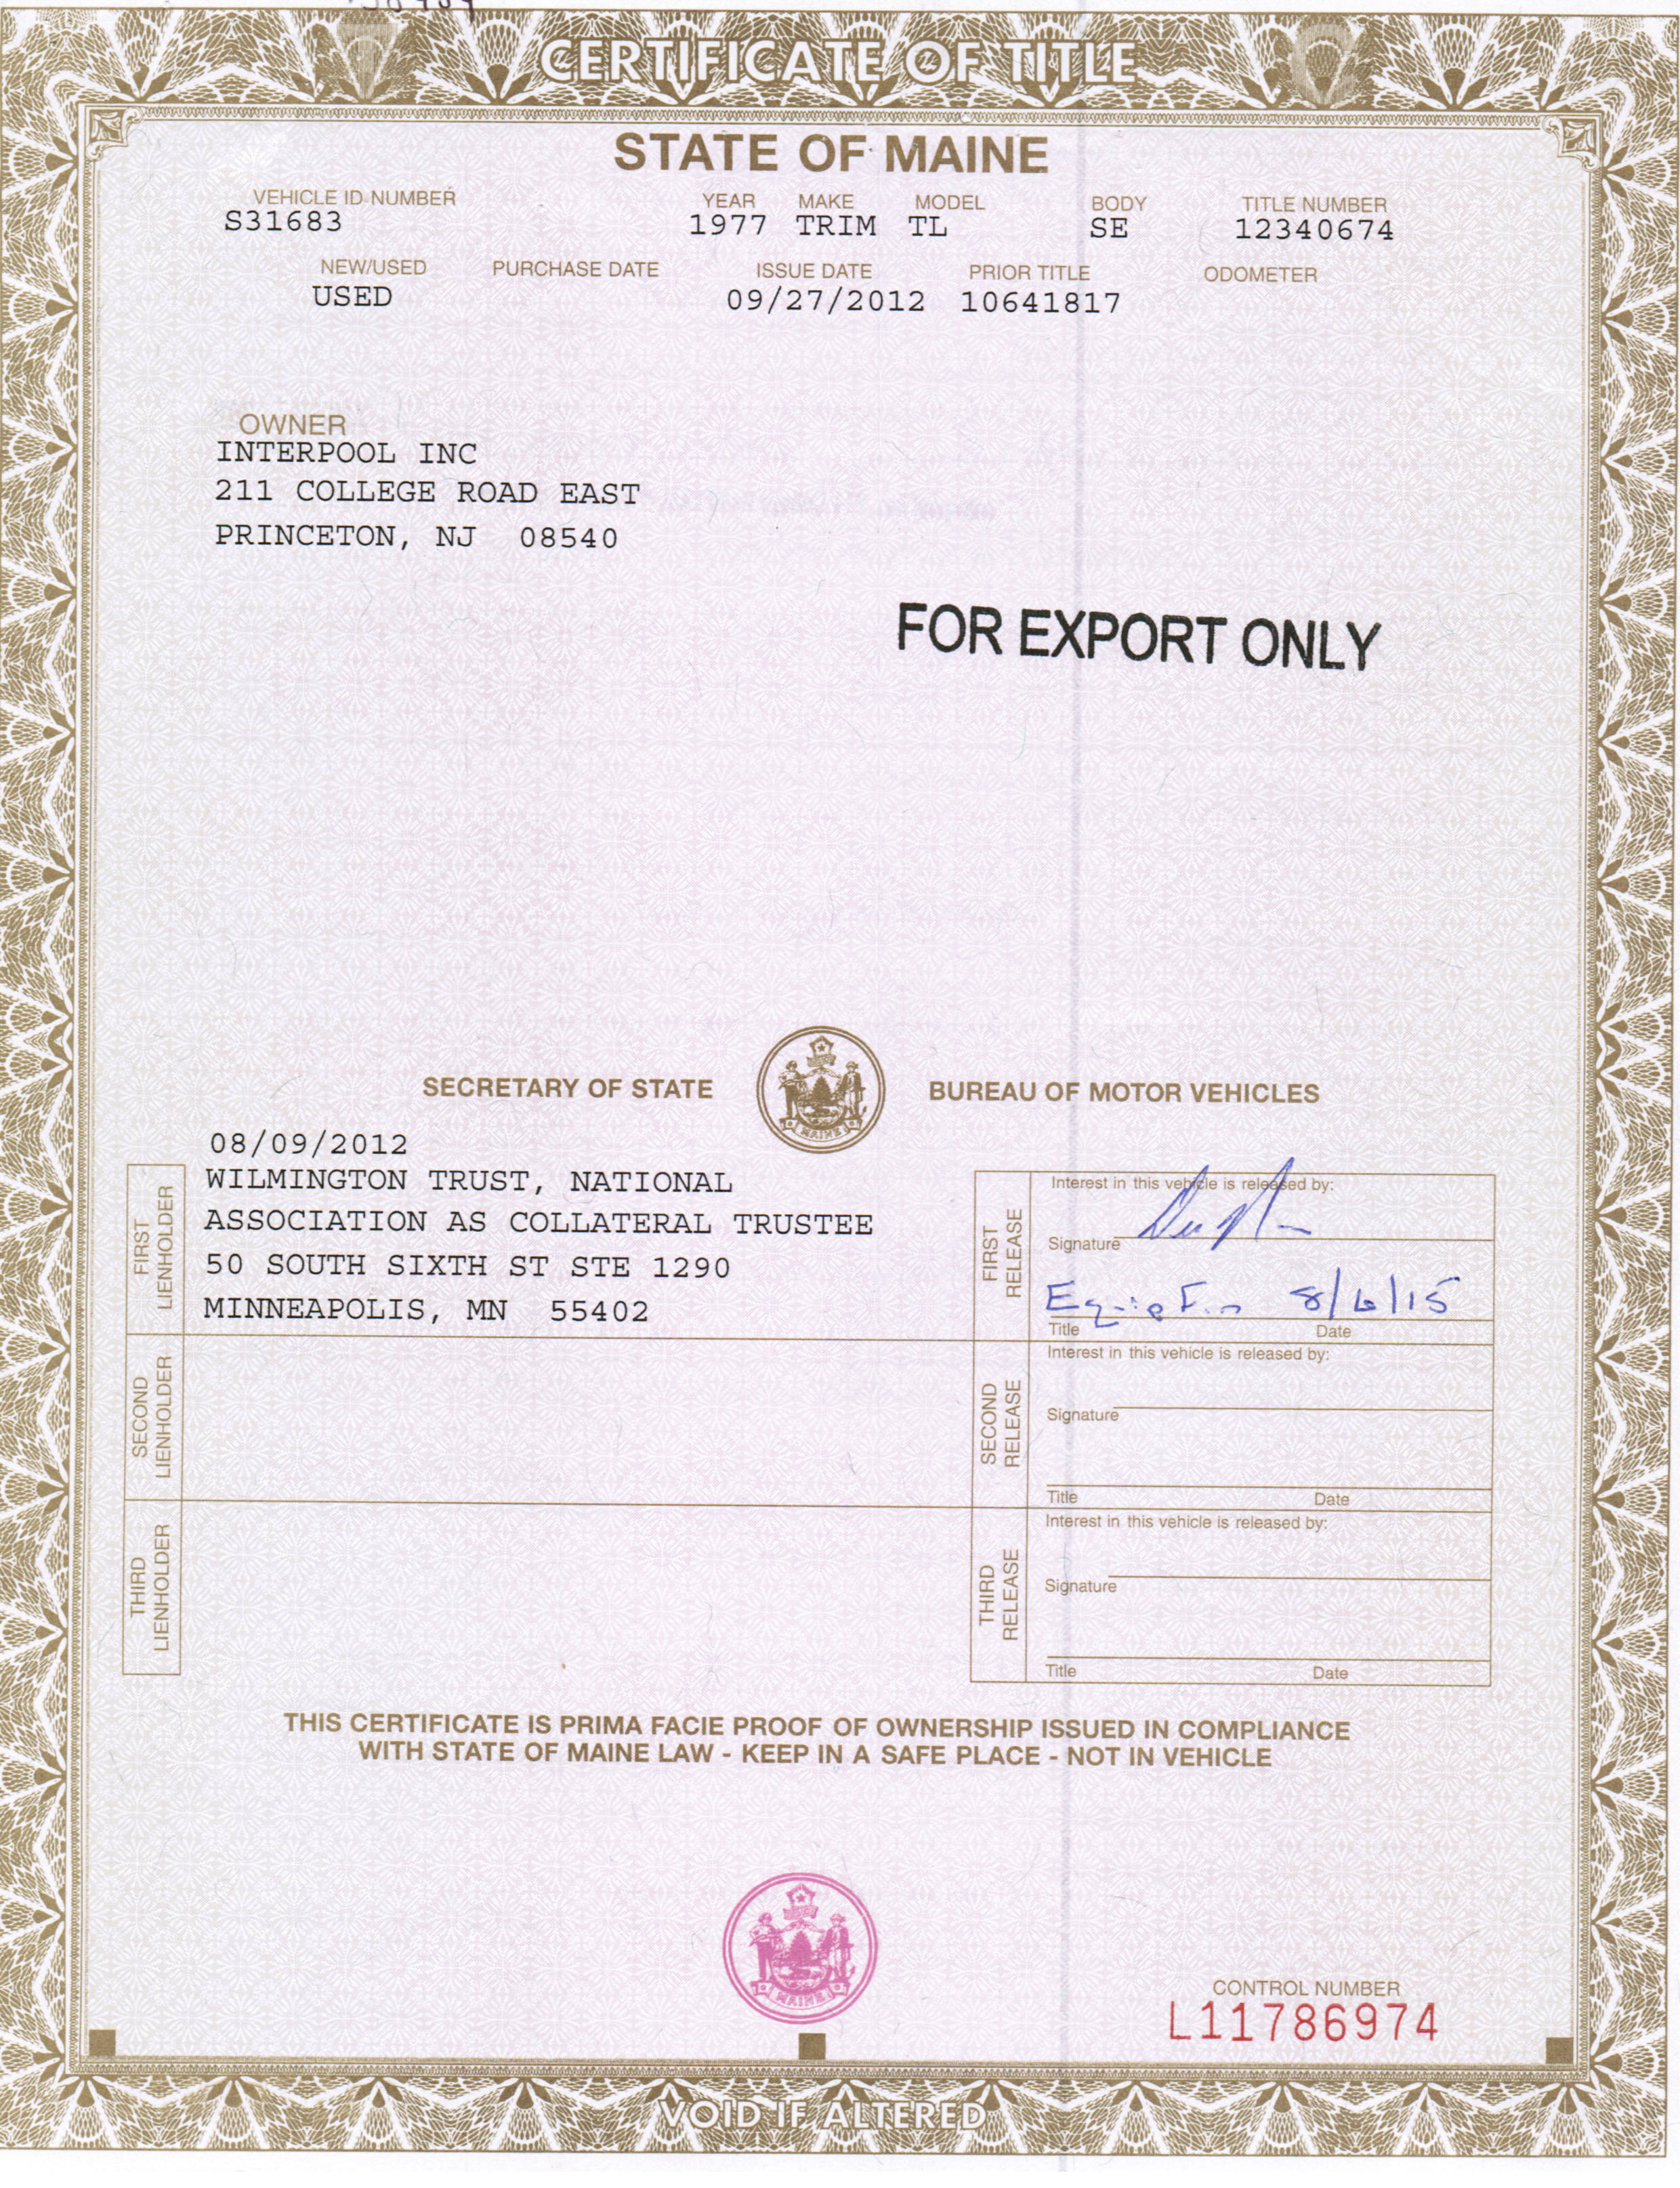 CERTIFICATE OF TITLE
STATE OF MAINE
VEHICLE ID NUMBER YEAR MAKE MODEL BODY TITLE NUMBER
S31683 1977 TRIM TL SE 12340674
NEW/USED PURCHASE DATE ISSUE DATE PRIOR TITLE ODOMETER
USED 09/27/2012 10641817
OWNER
INTERPOOL INC
211 COLLEGE ROAD EAST
PRINCETON, NJ 08540
FOR EXPORT ONLY
SECRETARY OF STATE
MAINE
BUREAU OF MOTOR VEHICLES
08/09/2012
FIRST LIENHOLDER
WILMINGTON TRUST, NATIONAL
ASSOCIATION AS COLLATERAL TRUSTEE
50 SOUTH SIXTH ST STE 1290
MINNEAPOLIS, MN 55402
FIRST RELEASE
Interest in this vehicle is released by:
Signature
8/6/15
Title Date
SECOND LIENHOLDER
SECOND RELEASE
Interest in this vehicle is released by:
Signature
Title Date
THIRD LIENHOLDER
THIRD RELEASE
Interest in this vehicle is released by:
Signature
Title Date
THIS CERTIFICATE IS PRIMA FACIE PROOF OF OWNERSHIP ISSUED IN COMPLIANCE
WITH STATE OF MAINE LAW - KEEP IN A SAFE PLACE - NOT IN VEHICLE
MAINE
CONTROL NUMBER
L11786974
VOID IF ALTERED